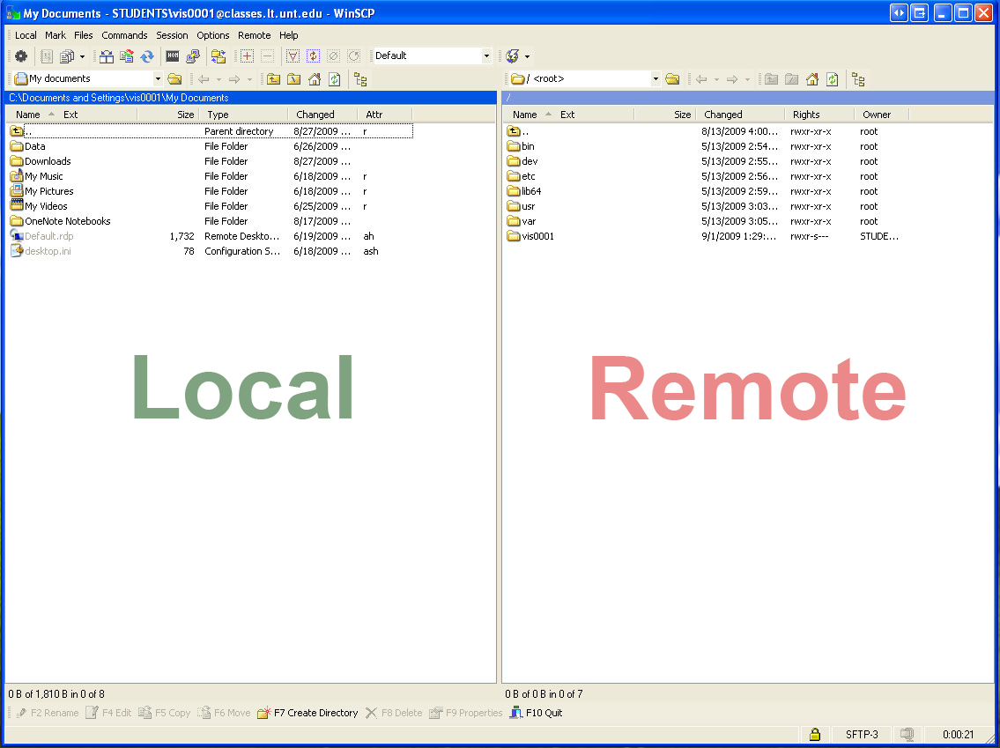 My Documents - STUDENTS\vis0001@classes.lt.unt.edu - WinSCP
Local Mark Files Commands Session Options Remote Help
Default
My documents
/ <root>
C:\Documents and Settings\vis0001\My Documents
/
Name Ext Size Type Changed Attr
Name Ext Size Changed Rights Owner
.. Parent directory 8/27/2009 ... r
Data File Folder 6/26/2009 ...
Downloads File Folder 8/27/2009 ...
My Music File Folder 6/18/2009 ... r
My Pictures File Folder 6/18/2009 ... r
My Videos File Folder 6/25/2009 ... r
OneNote Notebooks File Folder 8/17/2009 ...
Default.rdp 1,732 Remote Deskto... 6/19/2009 ... ah
desktop.ini 78 Configuration S... 6/18/2009 ... ash
.. 8/13/2009 4:00... rwxr-xr-x root
bin 5/13/2009 2:54... rwxr-xr-x root
dev 5/13/2009 2:55... rwxr-xr-x root
etc 5/13/2009 2:56... rwxr-xr-x root
lib64 5/13/2009 2:59... rwxr-xr-x root
usr 5/13/2009 3:03... rwxr-xr-x root
var 5/13/2009 3:05... rwxr-xr-x root
vis0001 9/1/2009 1:29:... rwxr-s--- STUDE...
Local
Remote
0 B of 1,810 B in 0 of 8
0 B of 0 B in 0 of 7
F2 Rename F4 Edit F5 Copy F6 Move F7 Create Directory F8 Delete F9 Properties F10 Quit
SFTP-3 0:00:21